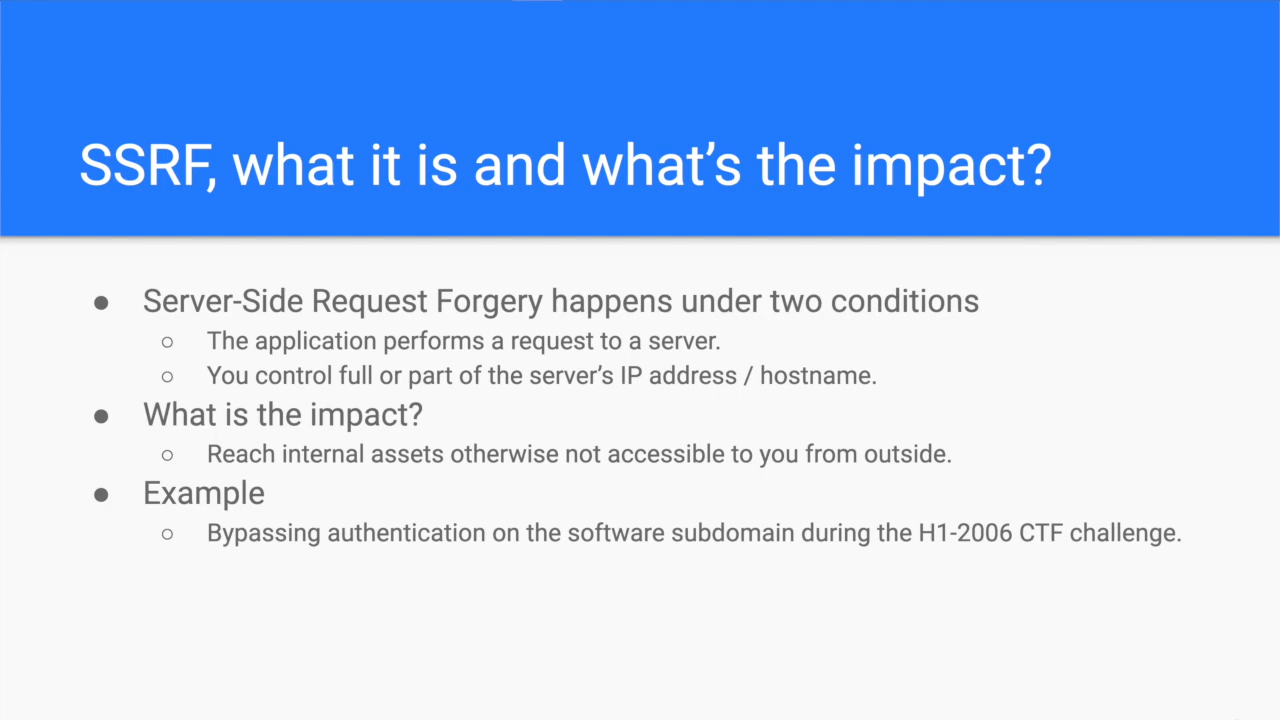 SSRF, what it is and what’s the impact?
● Server-Side Request Forgery happens under two conditions
○ The application performs a request to a server.
○ You control full or part of the server’s IP address / hostname.
● What is the impact?
○ Reach internal assets otherwise not accessible to you from outside.
● Example
○ Bypassing authentication on the software subdomain during the H1-2006 CTF challenge.